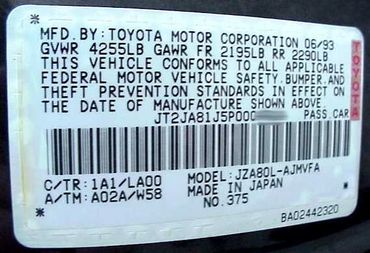 MFD. BY: TOYOTA MOTOR CORPORATION 06/93
GVWR 4255LB GAWR FR 2195LB RR 2290LB
THIS VEHICLE CONFORMS TO ALL APPLICABLE
FEDERAL MOTOR VEHICLE SAFETY, BUMPER, AND
THEFT PREVENTION STANDARDS IN EFFECT ON
THE DATE OF MANUFACTURE SHOWN ABOVE.
JT2JA81J5P000 PASS. CAR
C/TR: 1A1/LA00 MODEL: JZA80L-AJMVFA
A/TM: A02A/W58 MADE IN JAPAN
NO. 375
BA02442320
TOYOTA